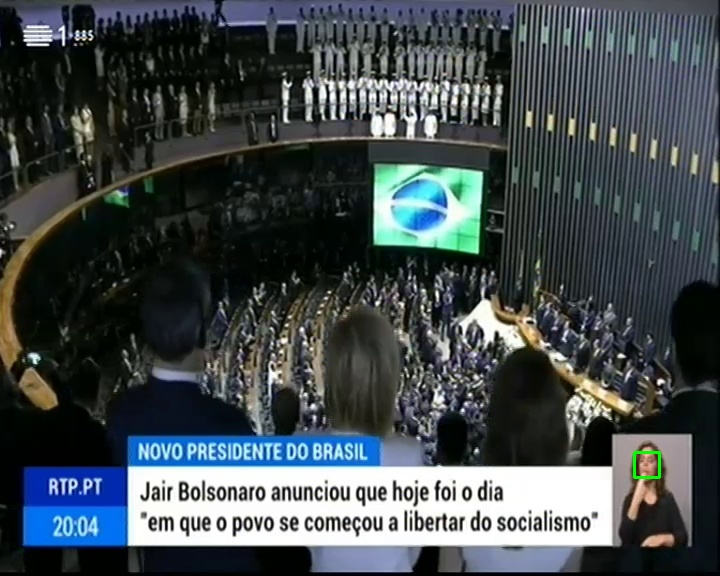 1 885
NOVO PRESIDENTE DO BRASIL
RTP.PT
20:04
Jair Bolsonaro anunciou que hoje foi o dia
"em que o povo se começou a libertar do socialismo"